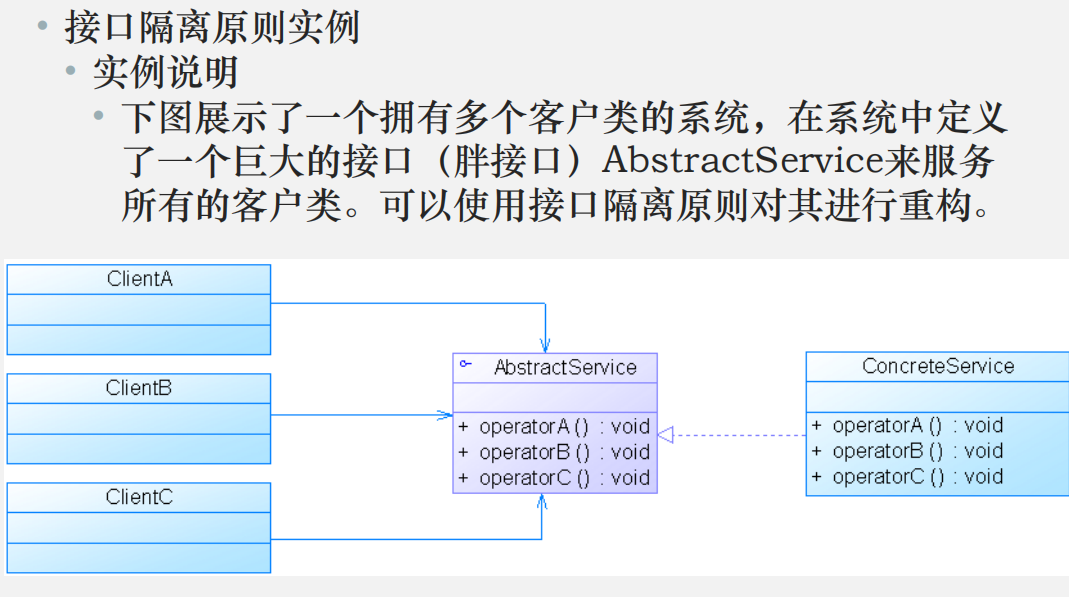 接口隔离原则实例
实例说明
下图展示了一个拥有多个客户类的系统，在系统中定义
了一个巨大的接口（胖接口）AbstractService来服务
所有的客户类。可以使用接口隔离原则对其进行重构。
ClientA
ClientB
ClientC
AbstractService
+ operatorA () : void
+ operatorB () : void
+ operatorC () : void
ConcreteService
+ operatorA () : void
+ operatorB () : void
+ operatorC () : void